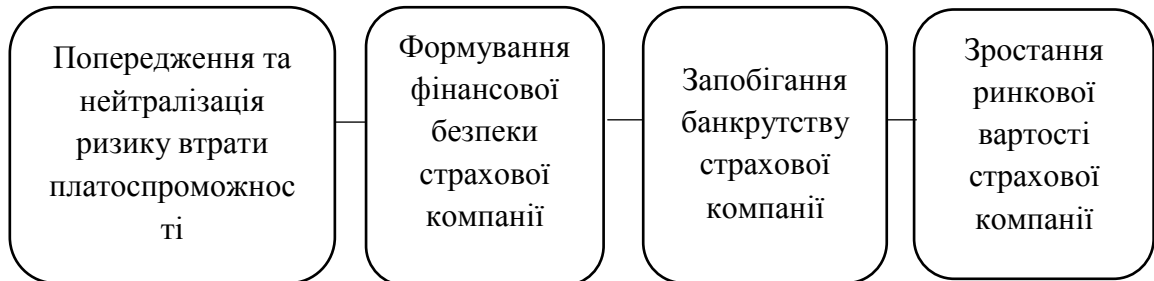 Попередження та
нейтралізація
ризику втрати
платоспроможнос
ті
Формування
фінансової
безпеки
страхової
компанії
Запобігання
банкрутству
страхової
компанії
Зростання
ринкової
вартості
страхової
компанії